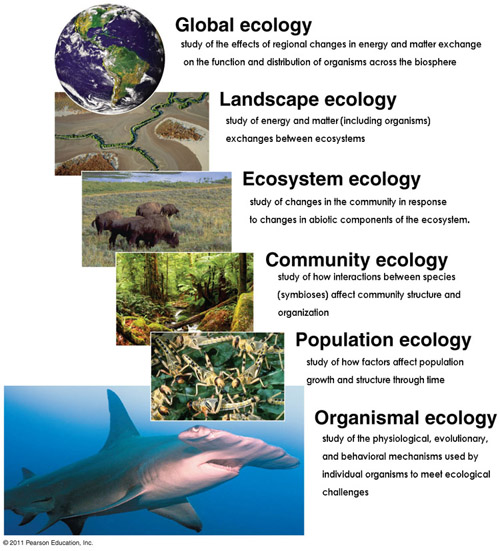 Global ecology
study of the effects of regional changes in energy and matter exchange
on the function and distribution of organisms across the biosphere
Landscape ecology
study of energy and matter (including organisms)
exchanges between ecosystems
Ecosystem ecology
study of changes in the community in response
to changes in abiotic components of the ecosystem.
Community ecology
study of how interactions between species
(symbioses) affect community structure and
organization
Population ecology
study of how factors affect population
growth and structure through time
Organismal ecology
study of the physiological, evolutionary,
and behavioral mechanisms used by
individual organisms to meet ecological
challenges
© 2011 Pearson Education, Inc.